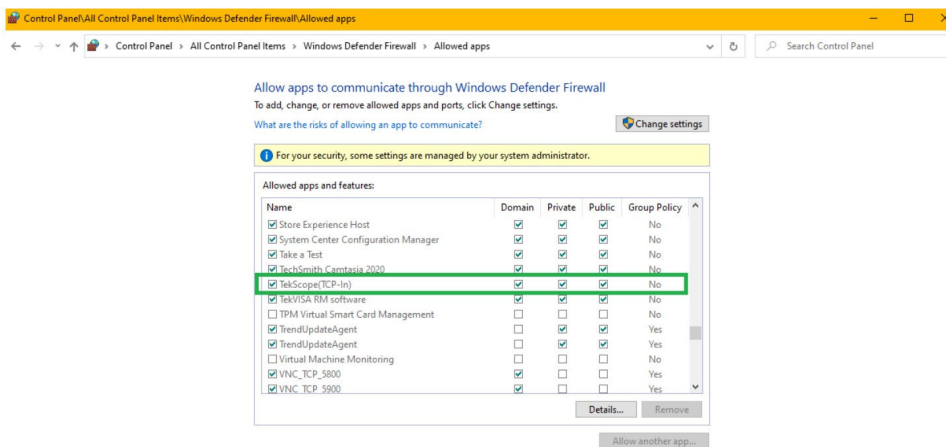 Control Panel\All Control Panel Items\Windows Defender Firewall\Allowed apps
Control Panel > All Control Panel Items > Windows Defender Firewall > Allowed apps
Search Control Panel
Allow apps to communicate through Windows Defender Firewall
To add, change, or remove allowed apps and ports, click Change settings.
What are the risks of allowing an app to communicate?
Change settings
For your security, some settings are managed by your system administrator.
Allowed apps and features:
Name Domain Private Public Group Policy
Store Experience Host No
System Center Configuration Manager No
Take a Test No
TechSmith Camtasia 2020 No
TekScope(TCP-In) No
TekVISA RM software No
TPM Virtual Smart Card Management No
TrendUpdateAgent Yes
TrendUpdateAgent Yes
Virtual Machine Monitoring No
VNC_TCP_5800 Yes
VNC_TCP_5900 Yes
Details... Remove
Allow another app...